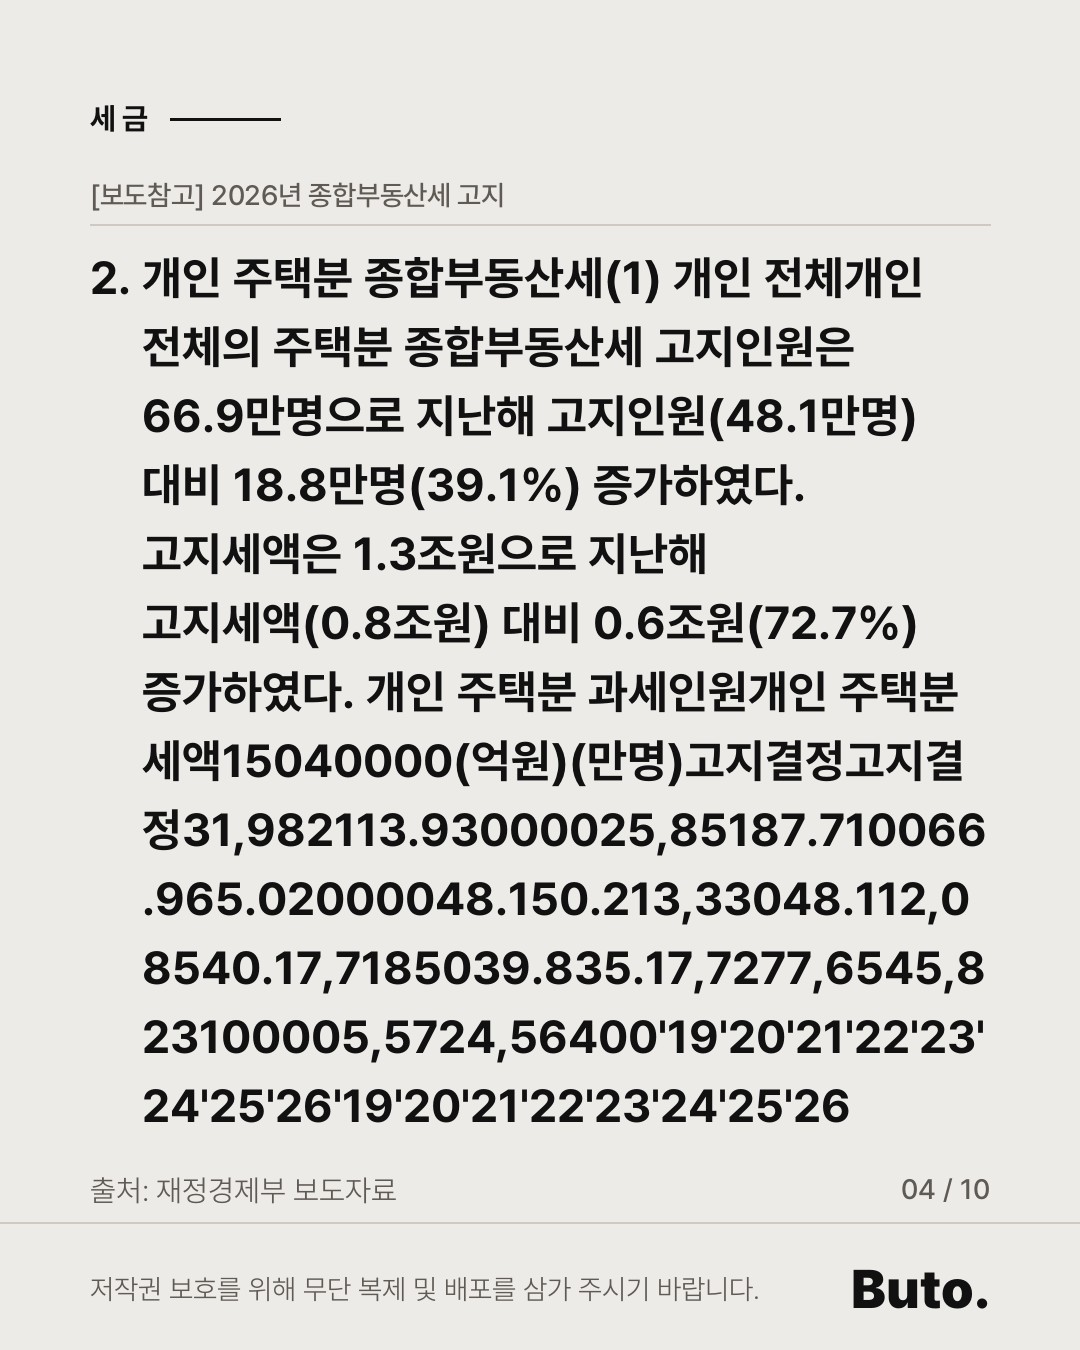 세금
[보도참고] 2026년 종합부동산세 고지
2. 개인 주택분 종합부동산세(1) 개인 전체개인
전체의 주택분 종합부동산세 고지인원은
66.9만명으로 지난해 고지인원(48.1만명)
대비 18.8만명(39.1%) 증가하였다.
고지세액은 1.3조원으로 지난해
고지세액(0.8조원) 대비 0.6조원(72.7%)
증가하였다. 개인 주택분 과세인원개인 주택분
세액15040000(억원)(만명)고지결정고지결
정31,982113.93000025,85187.710066
.965.02000048.150.213,33048.112,0
8540.17,7185039.835.17,7277,6545,8
23100005,5724,56400'19'20'21'22'23'
24'25'26'19'20'21'22'23'24'25'26
출처: 재정경제부 보도자료
04 / 10
저작권 보호를 위해 무단 복제 및 배포를 삼가 주시기 바랍니다.
Buto.